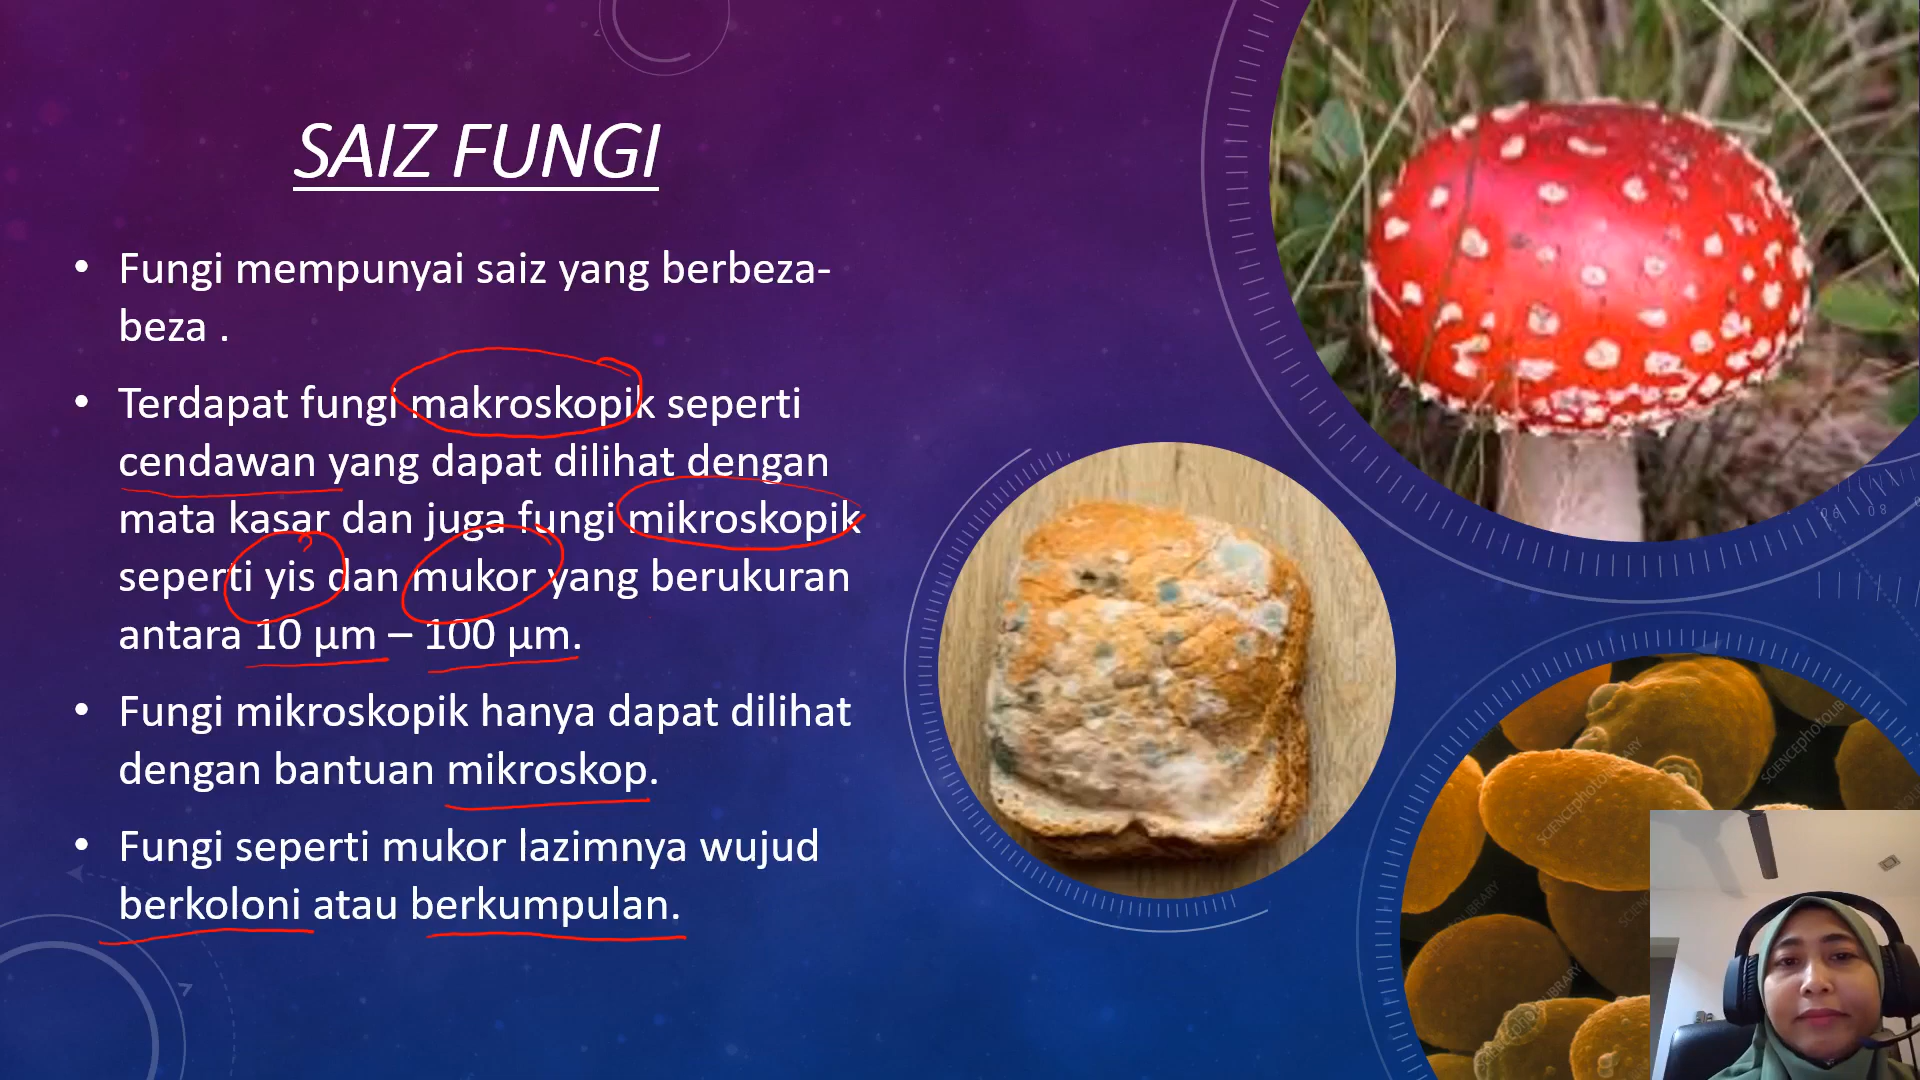 SAIZ FUNGI
• Fungi mempunyai saiz yang berbeza-
beza .
• Terdapat fungi makroskopik seperti
cendawan yang dapat dilihat dengan
mata kasar dan juga fungi mikroskopik
seperti yis dan mukor yang berukuran
antara 10 µm – 100 µm.
• Fungi mikroskopik hanya dapat dilihat
dengan bantuan mikroskop.
• Fungi seperti mukor lazimnya wujud
berkoloni atau berkumpulan.
SCIENCEphotoLIBRARY